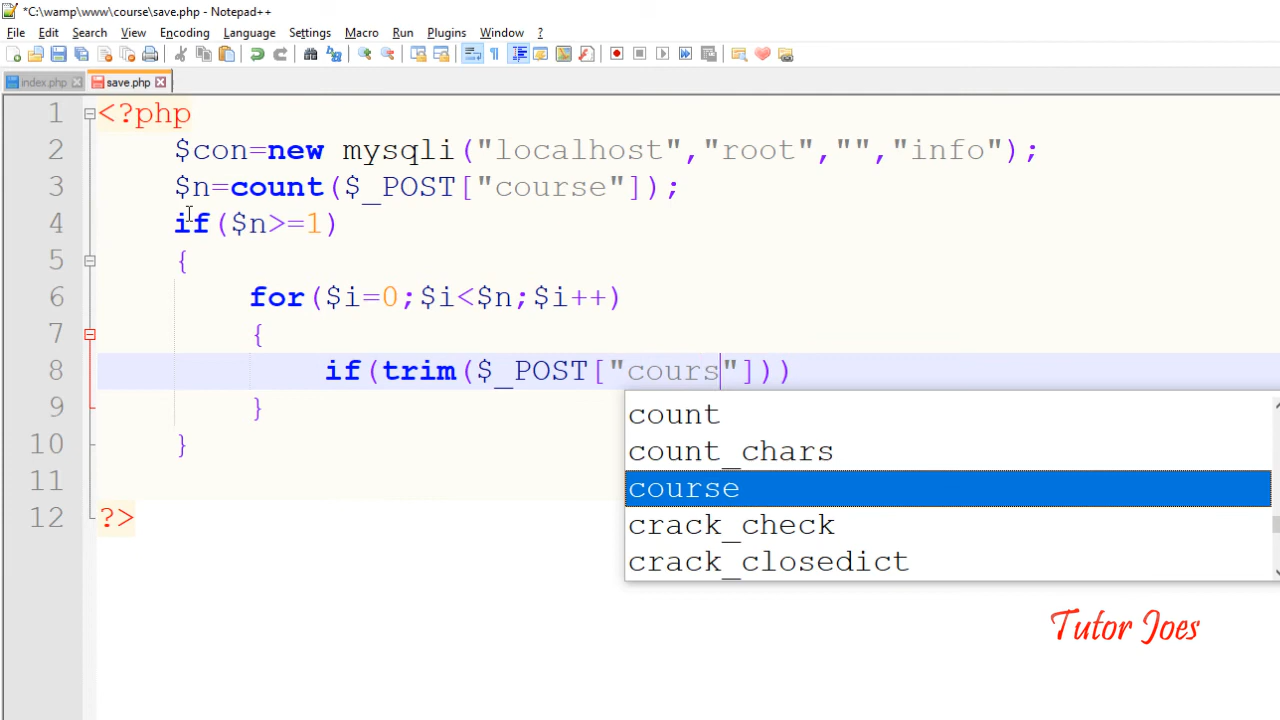 *C:\wamp\www\course\save.php - Notepad++
File Edit Search View Encoding Language Settings Macro Run Plugins Window ?
index.php save.php
1 <?php
2 $con=new mysqli("localhost","root","","info");
3 $n=count($_POST["course"]);
4 if($n>=1)
5 {
6 for($i=0;$i<$n;$i++)
7 {
8 if(trim($_POST["cours"]))
9 }
10 }
11
12 ?>
count
count_chars
course
crack_check
crack_closedict
Tutor Joes